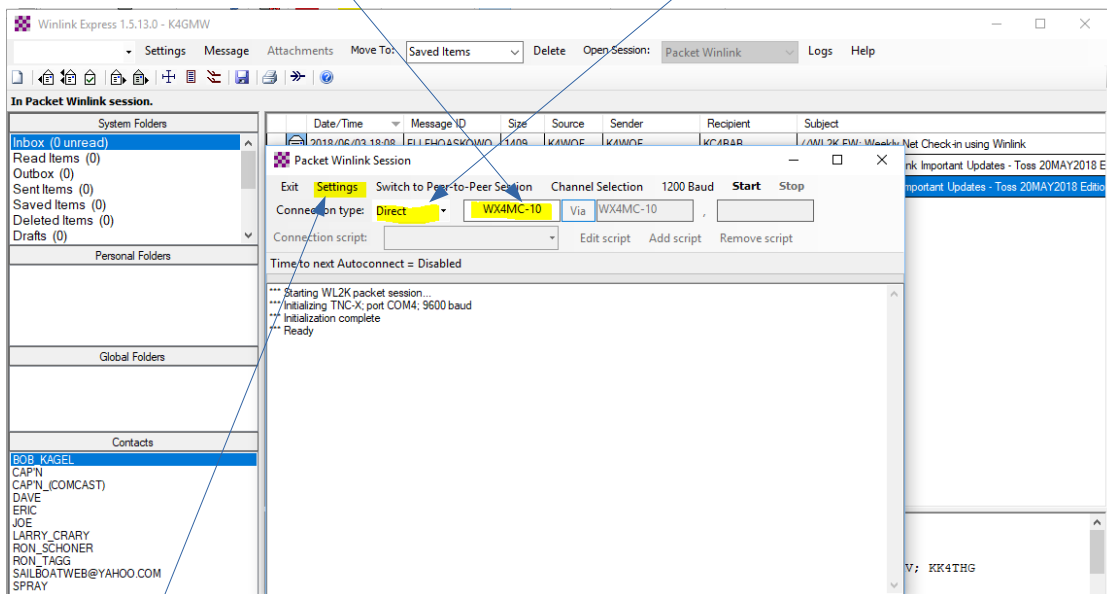 Winlink Express 1.5.13.0 - K4GMW
Settings Message Attachments Move To: Saved Items Delete Open Session: Packet Winlink Logs Help
In Packet Winlink session.
System Folders
Inbox (0 unread)
Read Items (0)
Outbox (0)
Sent Items (0)
Saved Items (0)
Deleted Items (0)
Drafts (0)
Personal Folders
Global Folders
Contacts
BOB_KAGEL
CAP'N
CAP'N_(COMCAST)
DAVE
ERIC
JOE
LARRY_CRARY
RON_SCHONER
RON_TAGG
SAILBOATWEB@YAHOO.COM
SPRAY
Date/Time Message ID Size Source Sender Recipient Subject
2018/06/03 18:08 1409 K4WOF K4WOF KC4BAB //WL2K FW: Weekly Net Check-in using Winlink
nk Important Updates - Toss 20MAY2018 E
mportant Updates - Toss 20MAY2018 Editio
Packet Winlink Session
Exit Settings Switch to Peer-to-Peer Session Channel Selection 1200 Baud Start Stop
Connection type: Direct WX4MC-10 Via WX4MC-10 ,
Connection script: Edit script Add script Remove script
Time to next Autoconnect = Disabled
*** Starting WL2K packet session...
*** Initializing TNC-X; port COM4; 9600 baud
*** Initialization complete
*** Ready
V; KK4THG